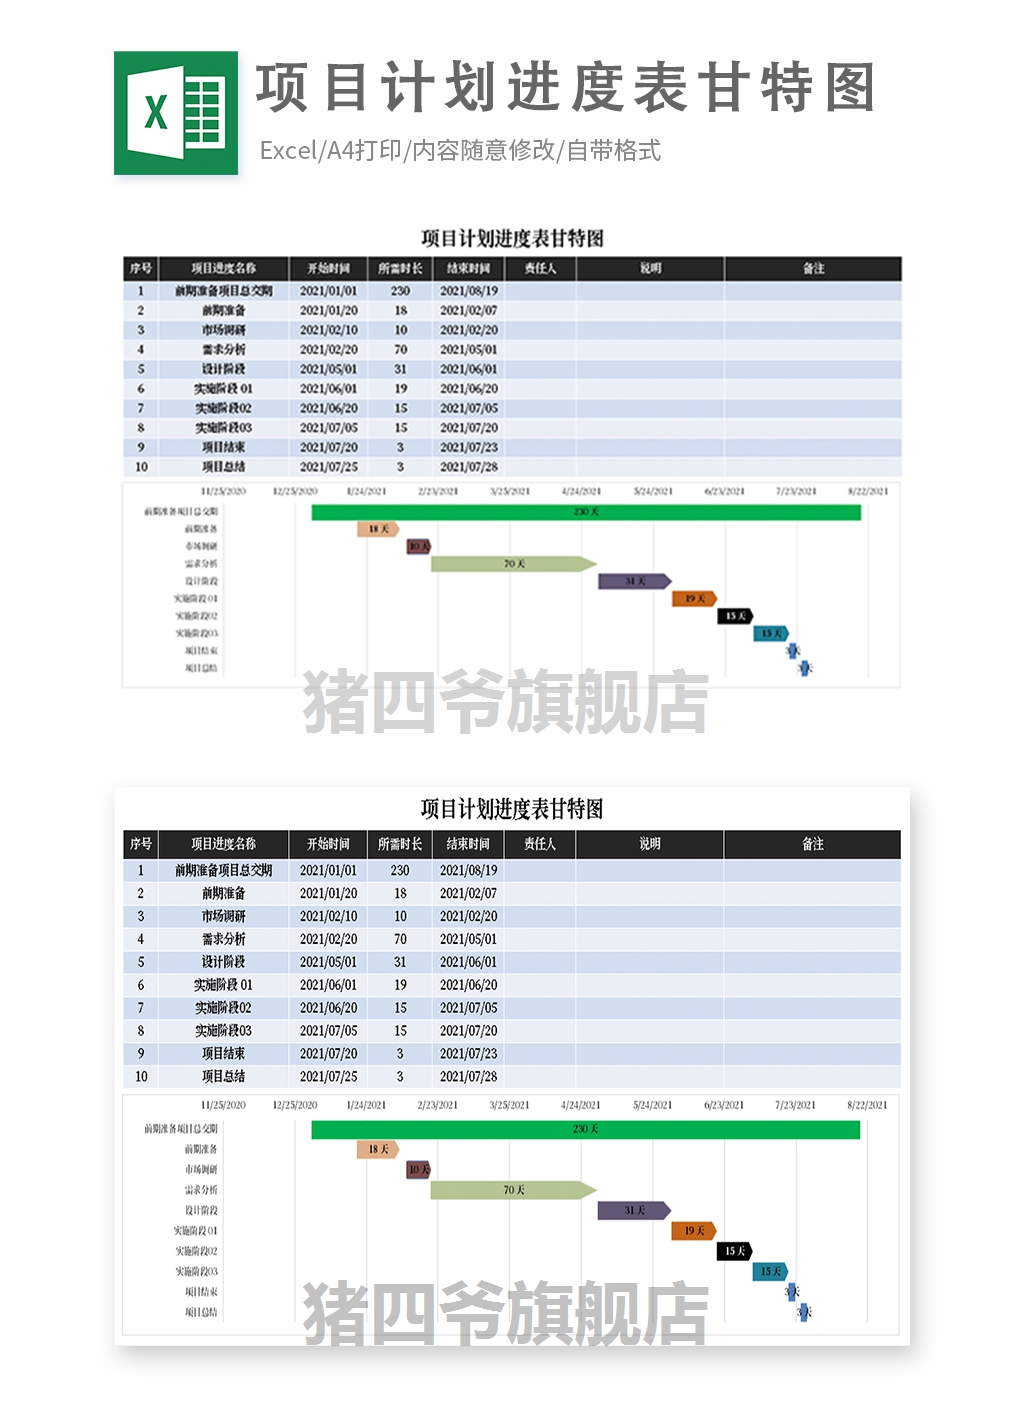 X
项目计划进度表甘特图
Excel/A4打印/内容随意修改/自带格式
项目计划进度表甘特图
序号 项目进度名称 开始时间 所需时长 结束时间 责任人 说明 备注
1 前期准备项目总交期 2021/01/01 230 2021/08/19
2 前期准备 2021/01/20 18 2021/02/07
3 市场调研 2021/02/10 10 2021/02/20
4 需求分析 2021/02/20 70 2021/05/01
5 设计阶段 2021/05/01 31 2021/06/01
6 实施阶段 01 2021/06/01 19 2021/06/20
7 实施阶段02 2021/06/20 15 2021/07/05
8 实施阶段03 2021/07/05 15 2021/07/20
9 项目结束 2021/07/20 3 2021/07/23
10 项目总结 2021/07/25 3 2021/07/28
11/25/2020 12/25/2020 1/24/2021 2/23/2021 3/25/2021 4/24/2021 5/24/2021 6/23/2021 7/23/2021 8/22/2021
前期准备项目总交期 230 天
前期准备 18 天
市场调研 10 天
需求分析 70 天
设计阶段 31 天
实施阶段 01 19 天
实施阶段02 15 天
实施阶段03 15 天
项目结束 3 天
项目总结 3 天
猪四爷旗舰店
项目计划进度表甘特图
序号 项目进度名称 开始时间 所需时长 结束时间 责任人 说明 备注
1 前期准备项目总交期 2021/01/01 230 2021/08/19
2 前期准备 2021/01/20 18 2021/02/07
3 市场调研 2021/02/10 10 2021/02/20
4 需求分析 2021/02/20 70 2021/05/01
5 设计阶段 2021/05/01 31 2021/06/01
6 实施阶段 01 2021/06/01 19 2021/06/20
7 实施阶段02 2021/06/20 15 2021/07/05
8 实施阶段03 2021/07/05 15 2021/07/20
9 项目结束 2021/07/20 3 2021/07/23
10 项目总结 2021/07/25 3 2021/07/28
11/25/2020 12/25/2020 1/24/2021 2/23/2021 3/25/2021 4/24/2021 5/24/2021 6/23/2021 7/23/2021 8/22/2021
前期准备项目总交期 230 天
前期准备 18 天
市场调研 10 天
需求分析 70 天
设计阶段 31 天
实施阶段 01 19 天
实施阶段02 15 天
实施阶段03 15 天
项目结束 3 天
项目总结 3 天
猪四爷旗舰店